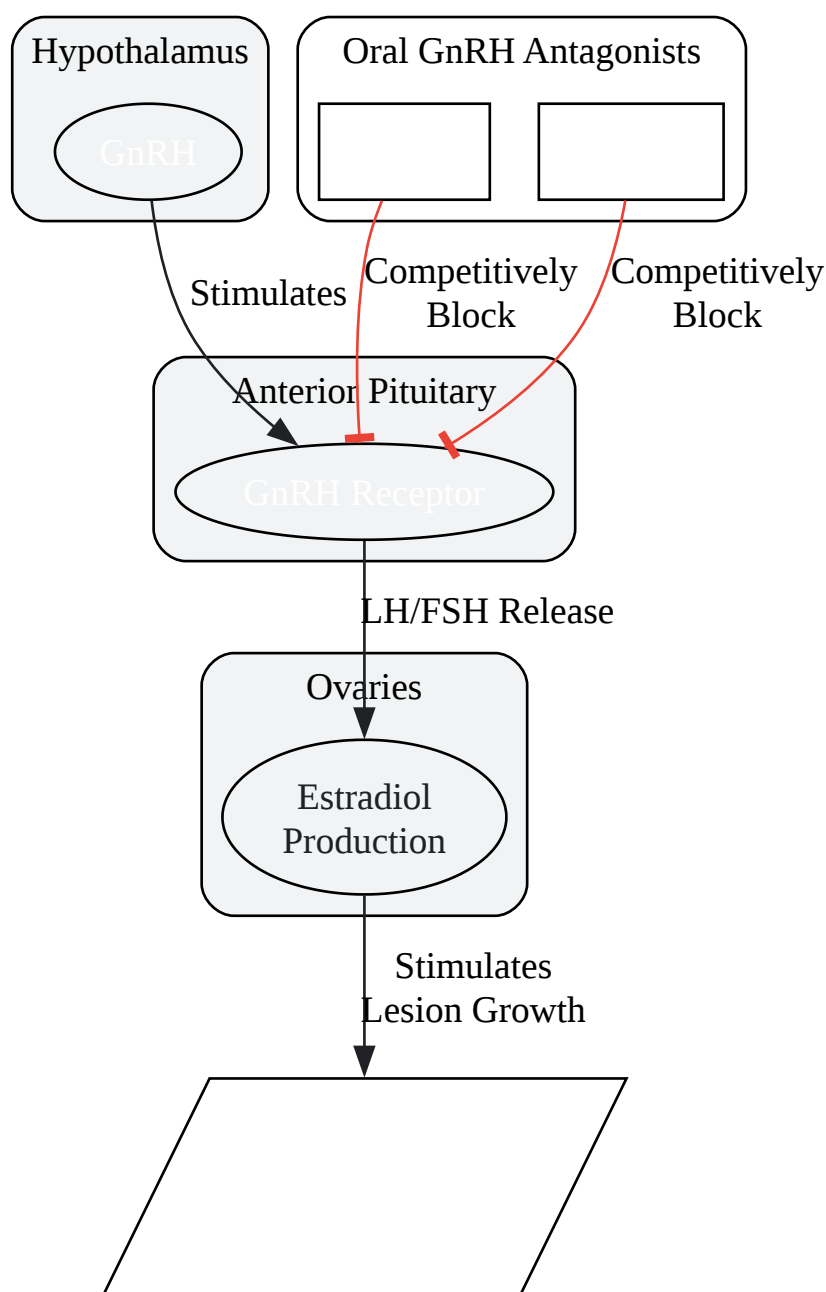 Hypothalamus
Oral GnRH Antagonists
GnRH
Stimulates
Competitively
Block
Competitively
Block
Anterior Pituitary
GnRH Receptor
LH/FSH Release
Ovaries
Estradiol
Production
Stimulates
Lesion Growth